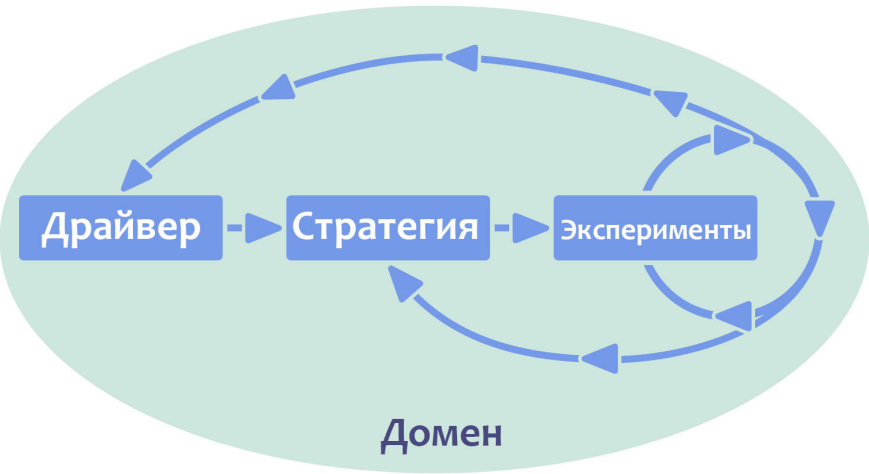 Драйвер
Стратегия
Эксперименты
Домен